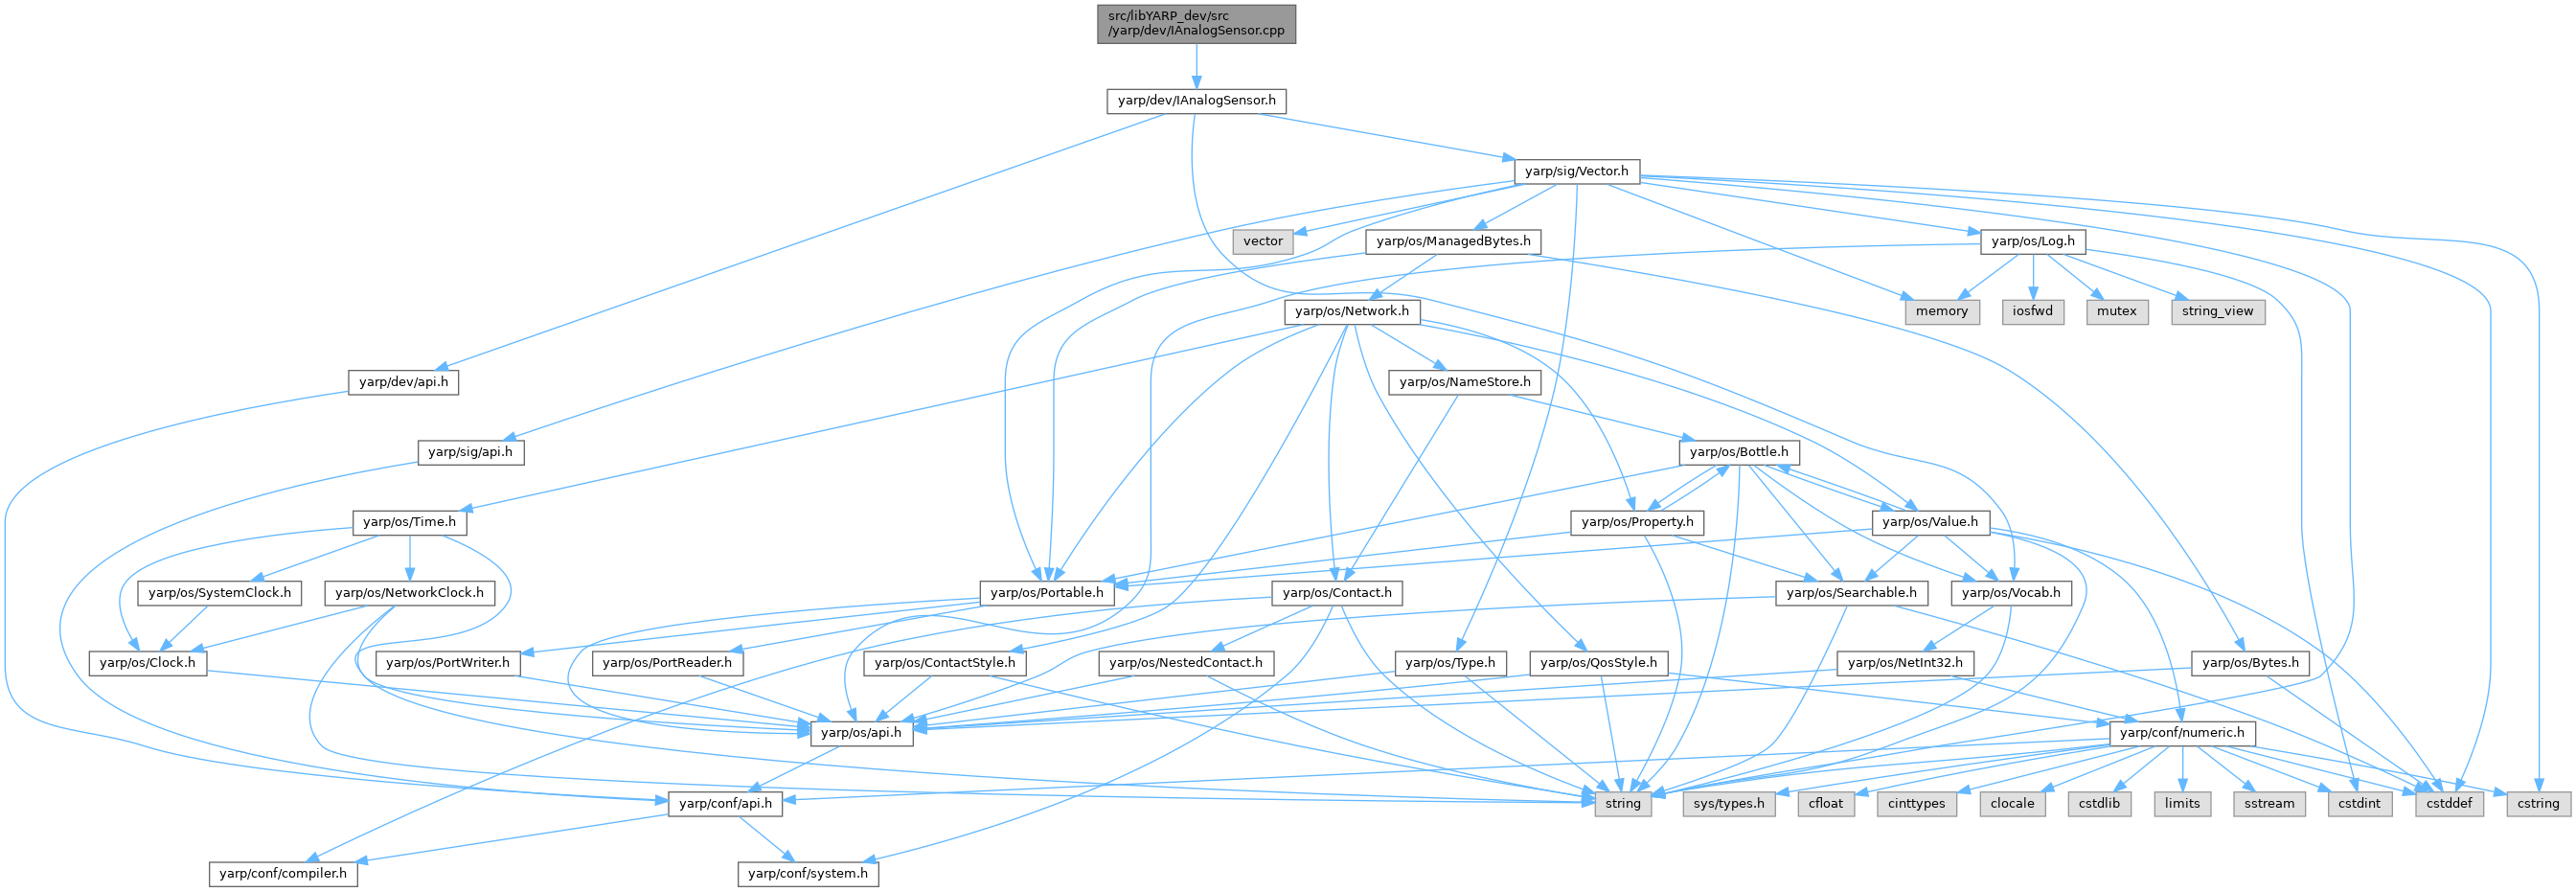 src/libYARP_dev/src
/yarp/dev/IAnalogSensor.cpp
yarp/dev/IAnalogSensor.h
yarp/sig/Vector.h
vector
yarp/os/ManagedBytes.h
yarp/os/Log.h
yarp/os/Network.h
memory
iosfwd
mutex
string_view
yarp/dev/api.h
yarp/os/NameStore.h
yarp/sig/api.h
yarp/os/Bottle.h
yarp/os/Time.h
yarp/os/Property.h
yarp/os/Value.h
yarp/os/SystemClock.h
yarp/os/NetworkClock.h
yarp/os/Portable.h
yarp/os/Contact.h
yarp/os/Searchable.h
yarp/os/Vocab.h
yarp/os/Clock.h
yarp/os/PortWriter.h
yarp/os/PortReader.h
yarp/os/ContactStyle.h
yarp/os/NestedContact.h
yarp/os/Type.h
yarp/os/QosStyle.h
yarp/os/NetInt32.h
yarp/os/Bytes.h
yarp/os/api.h
yarp/conf/numeric.h
yarp/conf/api.h
string
sys/types.h
cfloat
cinttypes
clocale
cstdlib
limits
sstream
cstdint
cstddef
cstring
yarp/conf/compiler.h
yarp/conf/system.h